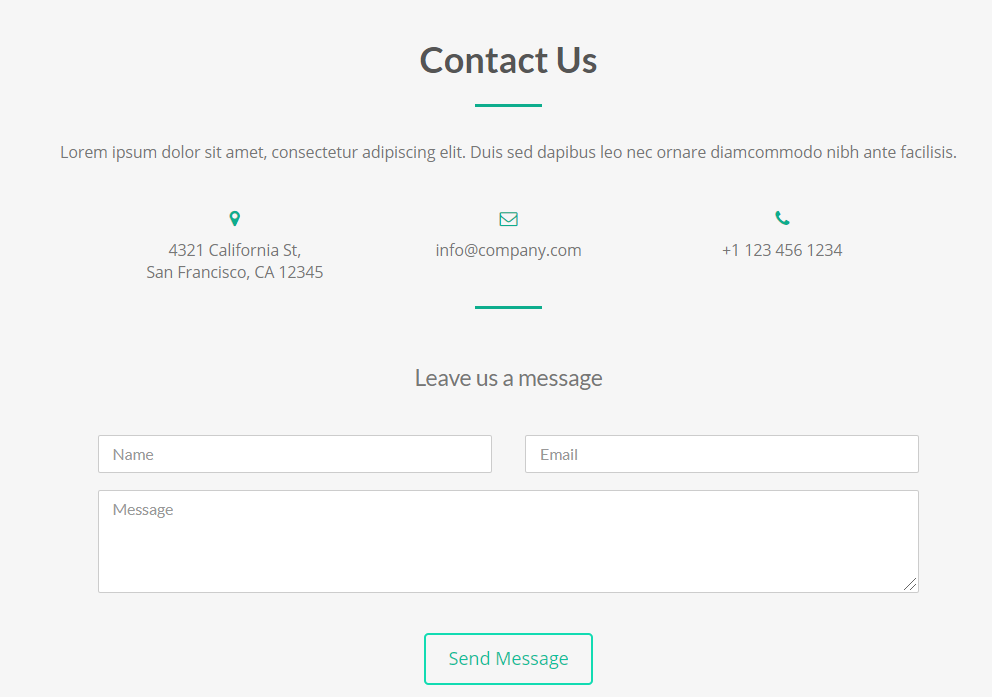 Contact Us
Lorem ipsum dolor sit amet, consectetur adipiscing elit. Duis sed dapibus leo nec ornare diamcommodo nibh ante facilisis.
4321 California St,
San Francisco, CA 12345
info@company.com
+1 123 456 1234
Leave us a message
Name
Email
Message
Send Message